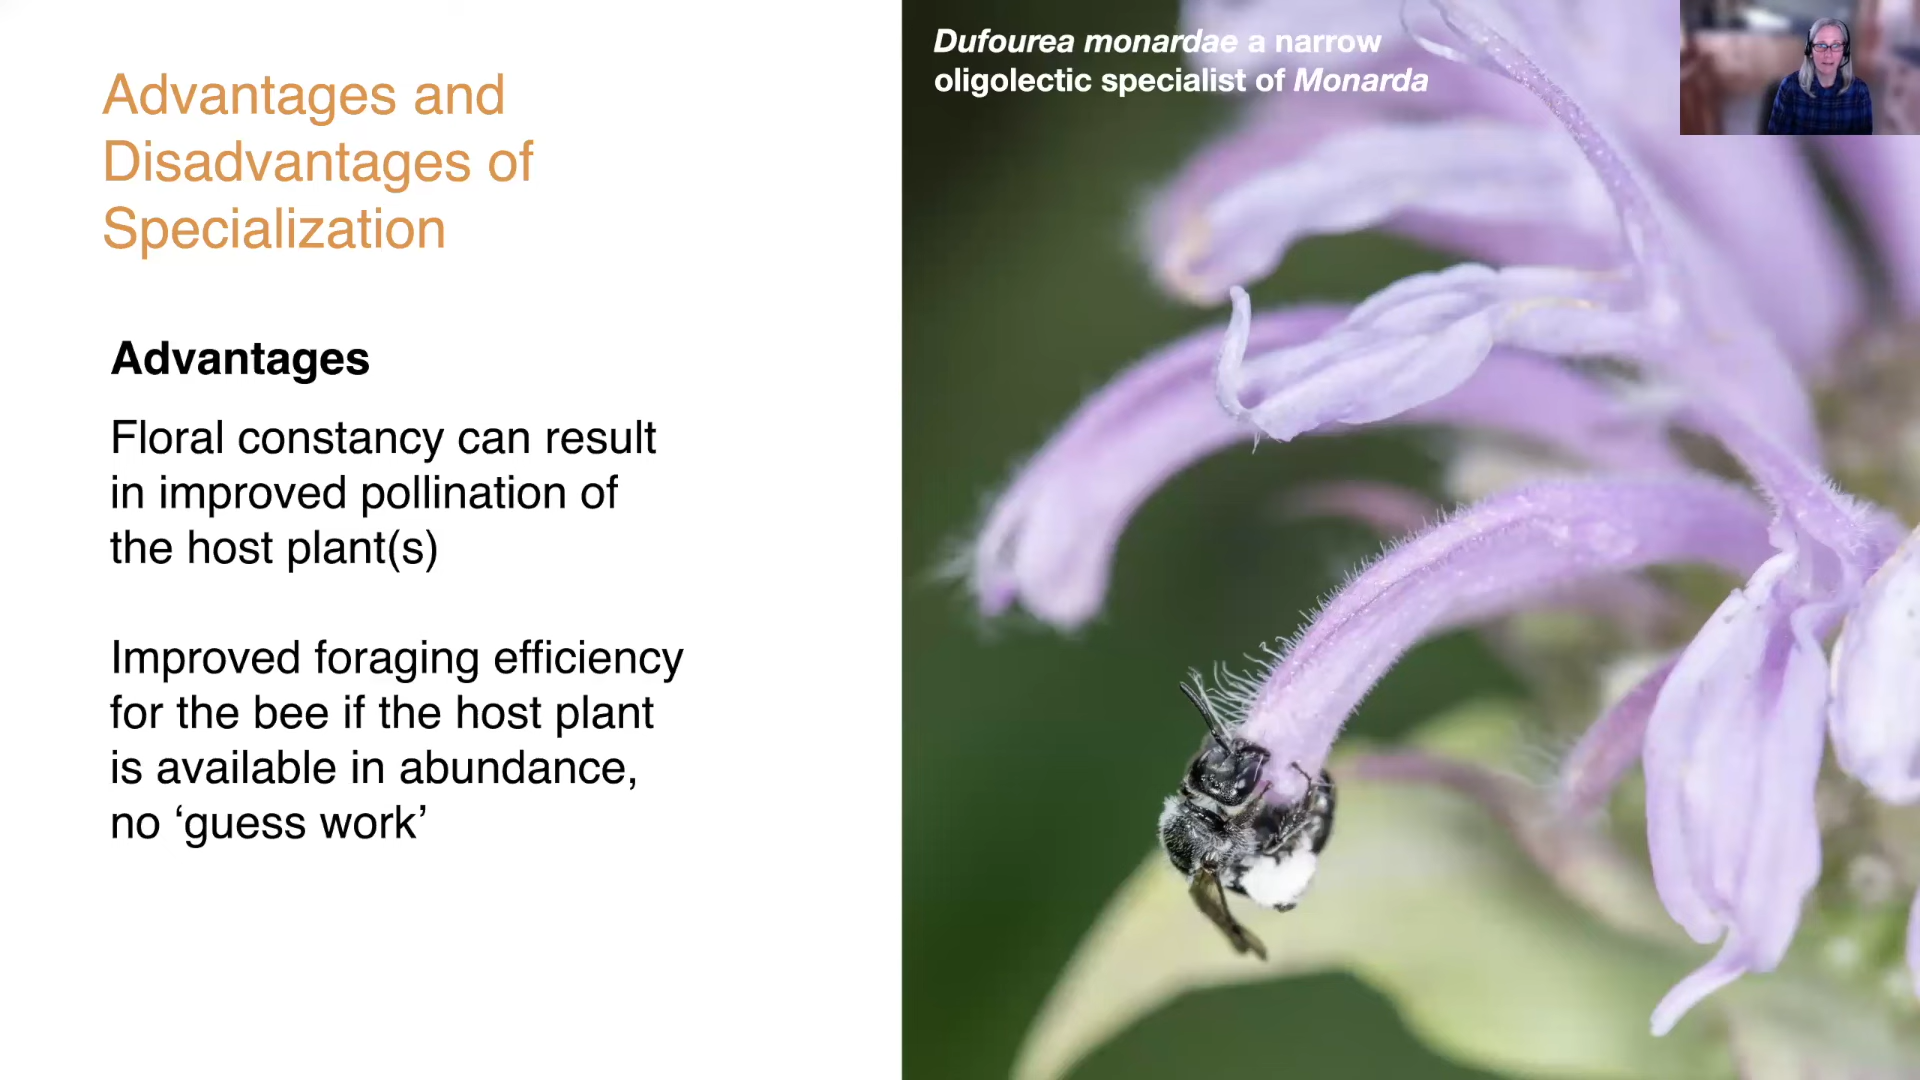 Advantages and
Disadvantages of
Specialization
Advantages
Floral constancy can result
in improved pollination of
the host plant(s)
Improved foraging efficiency
for the bee if the host plant
is available in abundance,
no ‘guess work’
Dufourea monardae a narrow
oligolectic specialist of Monarda